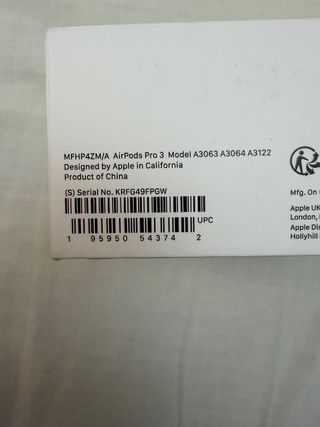 MFHP4ZM/A AirPods Pro 3 Model A3063 A3064 A3122
Designed by Apple in California
Product of China
(S) Serial No. KRFG49FPGW
UPC
1 95950 54374 2
Mfg. On
Apple UK
London,
Apple Dis
Hollyhill